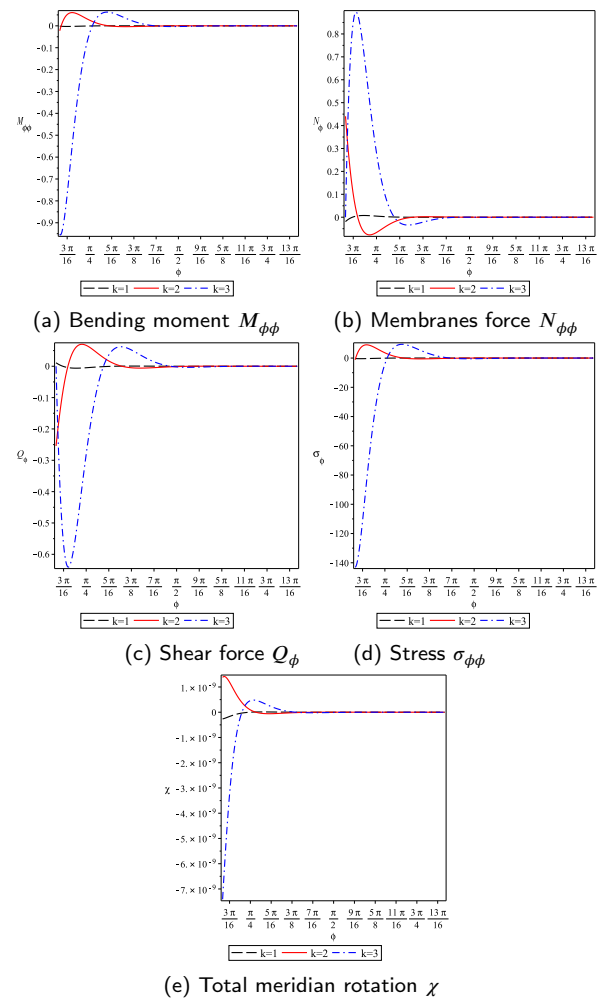 0
-0.1
-0.2
-0.3
-0.4
M_φφ
-0.5
-0.6
-0.7
-0.8
-0.9
3π/16 π/4 5π/16 3π/8 7π/16 π/2 9π/16 5π/8 11π/16 3π/4 13π/16
φ
k=1 k=2 k=3
(a) Bending moment M_φφ
0.8
0.7
0.6
0.5
N_φ
0.4
0.3
0.2
0.1
0
3π/16 π/4 5π/16 3π/8 7π/16 π/2 9π/16 5π/8 11π/16 3π/4 13π/16
φ
k=1 k=2 k=3
(b) Membranes force N_φφ
0
-0.1
-0.2
-0.3
Q_φ
-0.4
-0.5
-0.6
3π/16 π/4 5π/16 3π/8 7π/16 π/2 9π/16 5π/8 11π/16 3π/4 13π/16
φ
k=1 k=2 k=3
(c) Shear force Q_φ
0
-20
-40
-60
σ_φ
-80
-100
-120
-140
3π/16 π/4 5π/16 3π/8 7π/16 π/2 9π/16 5π/8 11π/16 3π/4 13π/16
φ
k=1 k=2 k=3
(d) Stress σ_φφ
1. × 10^-9
0
-1. × 10^-9
-2. × 10^-9
-3. × 10^-9
χ
-4. × 10^-9
-5. × 10^-9
-6. × 10^-9
-7. × 10^-9
3π/16 π/4 5π/16 3π/8 7π/16 π/2 9π/16 5π/8 11π/16 3π/4 13π/16
φ
k=1 k=2 k=3
(e) Total meridian rotation χ